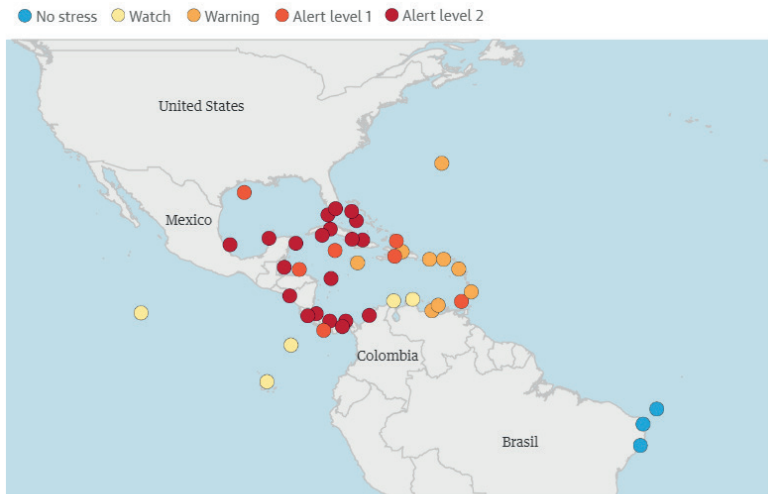 No stress Watch Warning Alert level 1 Alert level 2
United States
Mexico
Colombia
Brasil